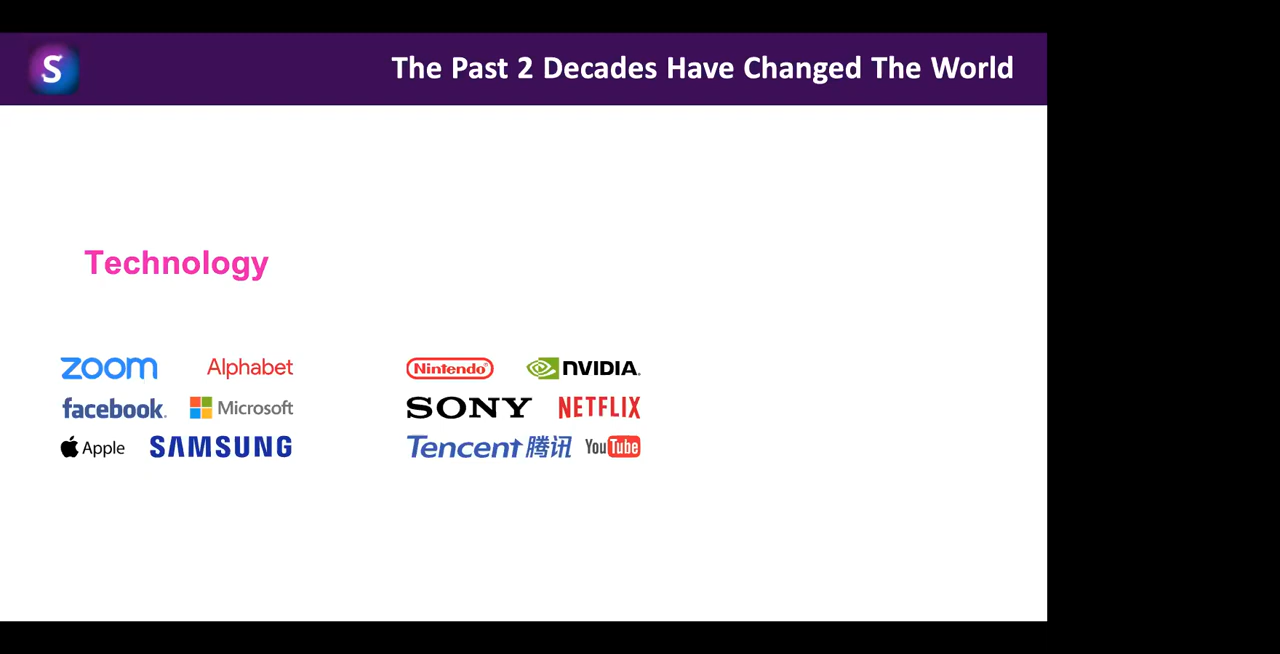 S
The Past 2 Decades Have Changed The World
Technology
zoom Alphabet
facebook. Microsoft
Apple SAMSUNG
Nintendo® NVIDIA.
SONY NETFLIX
Tencent 腾讯 YouTube